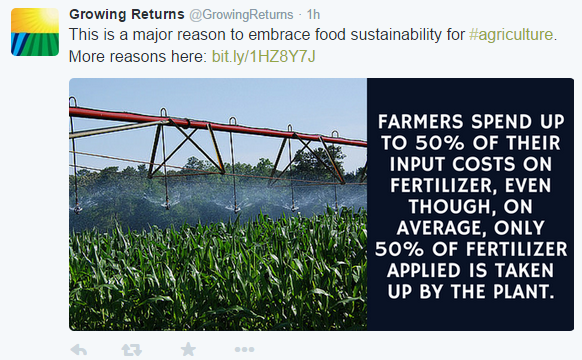 Growing Returns @GrowingReturns · 1h
This is a major reason to embrace food sustainability for #agriculture.
More reasons here: bit.ly/1HZ8Y7J
FARMERS SPEND UP
TO 50% OF THEIR
INPUT COSTS ON
FERTILIZER, EVEN
THOUGH, ON
AVERAGE, ONLY
50% OF FERTILIZER
APPLIED IS TAKEN
UP BY THE PLANT.